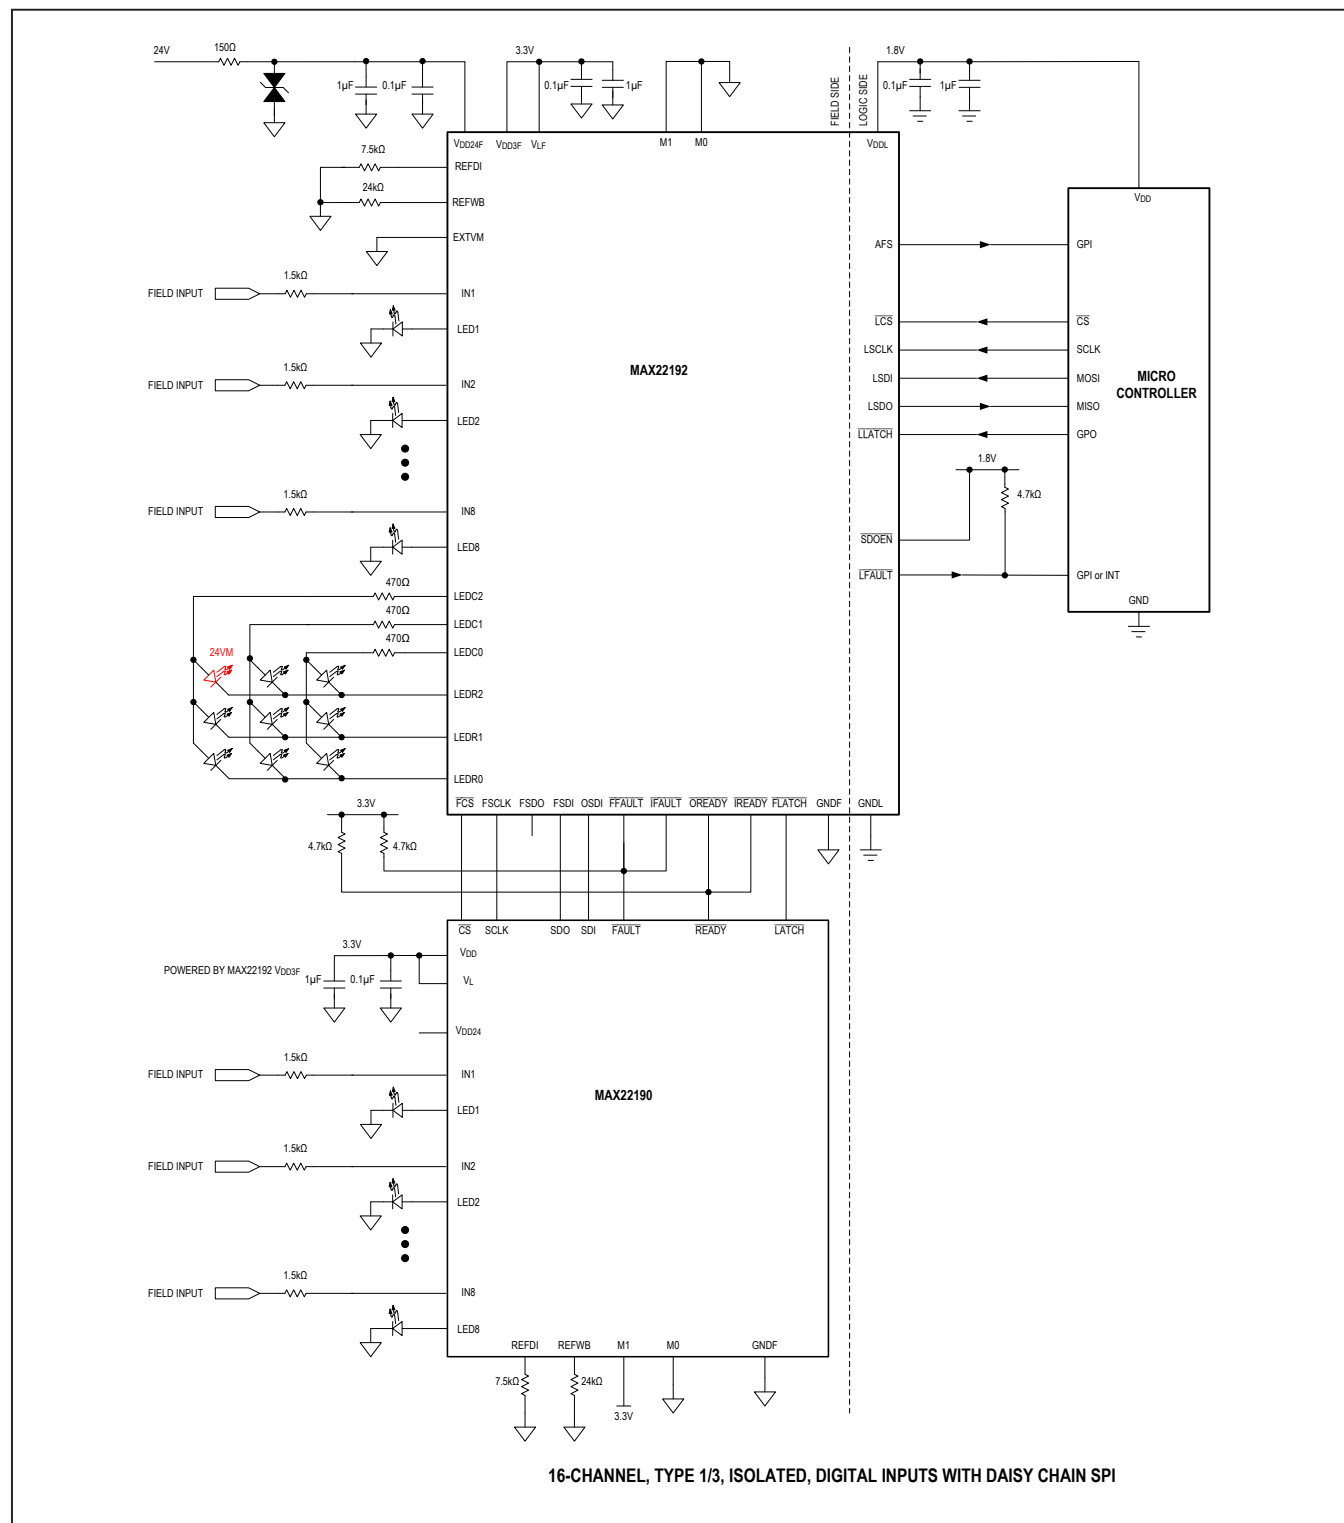 24V 150Ω 3.3V 1.8V
1µF 0.1µF 0.1µF 1µF 0.1µF 1µF
FIELD SIDE
LOGIC SIDE
VDD24F VDD3F VLF M1 M0 VDDL
7.5kΩ
REFDI
24kΩ
REFWB
EXTVM
VDD
AFS GPI
1.5kΩ
FIELD INPUT IN1
LED1
LCS CS
LSCLK SCLK
MAX22192
LSDI MOSI
MICRO
CONTROLLER
LSDO MISO
LLATCH GPO
1.5kΩ
FIELD INPUT IN2
LED2
1.8V
4.7kΩ
1.5kΩ
FIELD INPUT IN8
LED8
SDOEN
LFAULT GPI or INT
GND
470Ω
LEDC2
470Ω
LEDC1
470Ω
LEDC0
24VM
LEDR2
LEDR1
LEDR0
FCS FSCLK FSDO FSDI OSDI FFAULT IFAULT OREADY IREADY FLATCH GNDF GNDL
3.3V
4.7kΩ 4.7kΩ
CS SCLK SDO SDI FAULT READY LATCH
3.3V
VDD
POWERED BY MAX22192 VDD3F
1µF 0.1µF
VL
VDD24
1.5kΩ
FIELD INPUT IN1
MAX22190
LED1
1.5kΩ
FIELD INPUT IN2
LED2
1.5kΩ
FIELD INPUT IN8
LED8
REFDI REFWB M1 M0 GNDF
7.5kΩ 24kΩ
3.3V
16-CHANNEL, TYPE 1/3, ISOLATED, DIGITAL INPUTS WITH DAISY CHAIN SPI